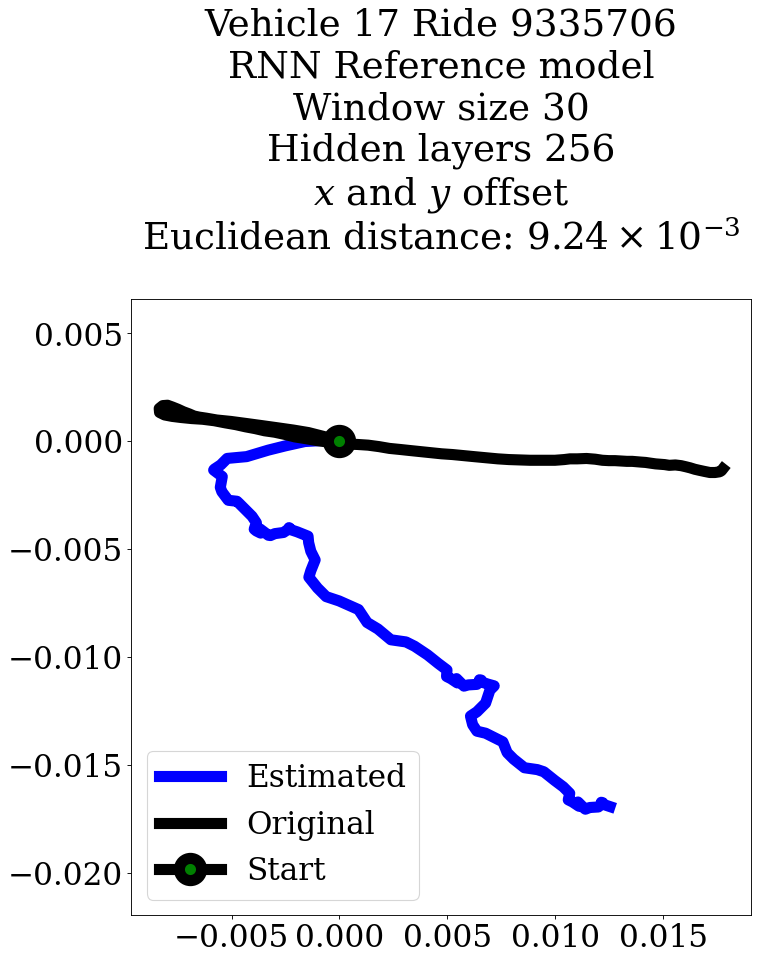 Vehicle 17 Ride 9335706
RNN Reference model
Window size 30
Hidden layers 256
x and y offset
Euclidean distance: 9.24 × 10⁻³
0.005
0.000
−0.005
−0.010
−0.015
−0.020
Estimated
Original
Start
−0.005 0.000 0.005 0.010 0.015